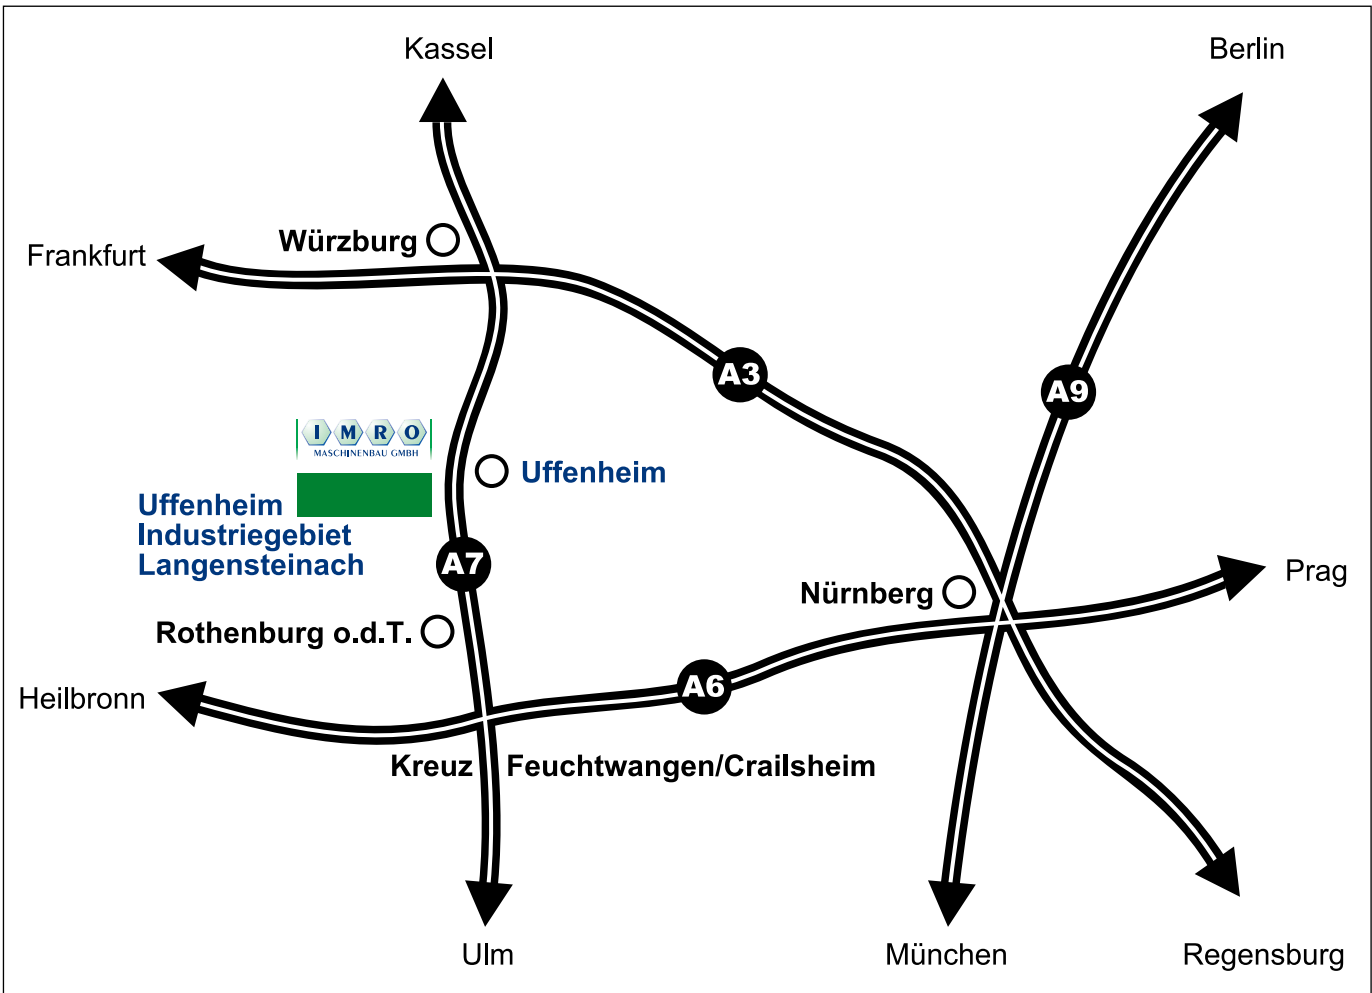 Kassel
Berlin
Würzburg
Frankfurt
A3
A9
IMRO
MASCHINENBAU GMBH
Uffenheim
Uffenheim
Industriegebiet
Langensteinach
A7
Prag
Nürnberg
Rothenburg o.d.T.
A6
Heilbronn
Kreuz Feuchtwangen/Crailsheim
Ulm
München
Regensburg